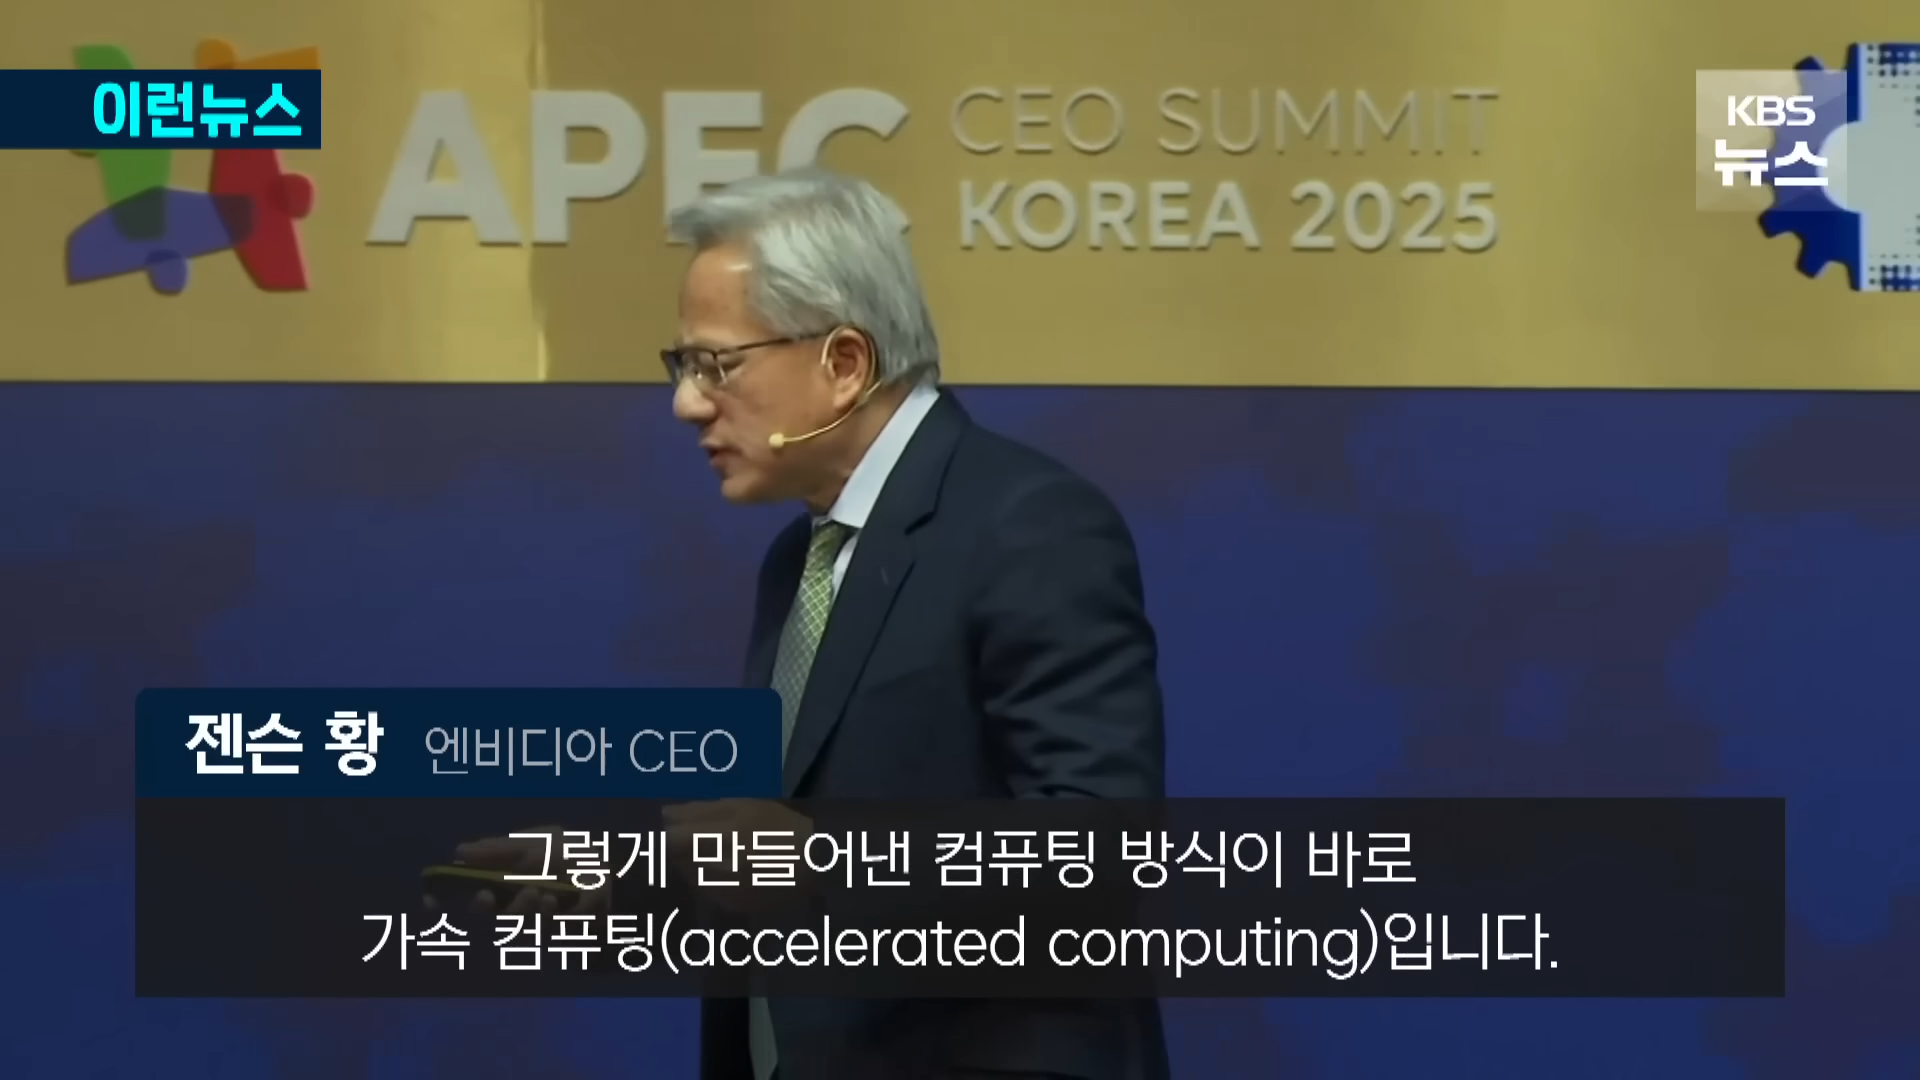 이런뉴스
APEC
CEO SUMMIT
KOREA 2025
KBS
뉴스
젠슨 황 엔비디아 CEO
그렇게 만들어낸 컴퓨팅 방식이 바로
가속 컴퓨팅(accelerated computing)입니다.